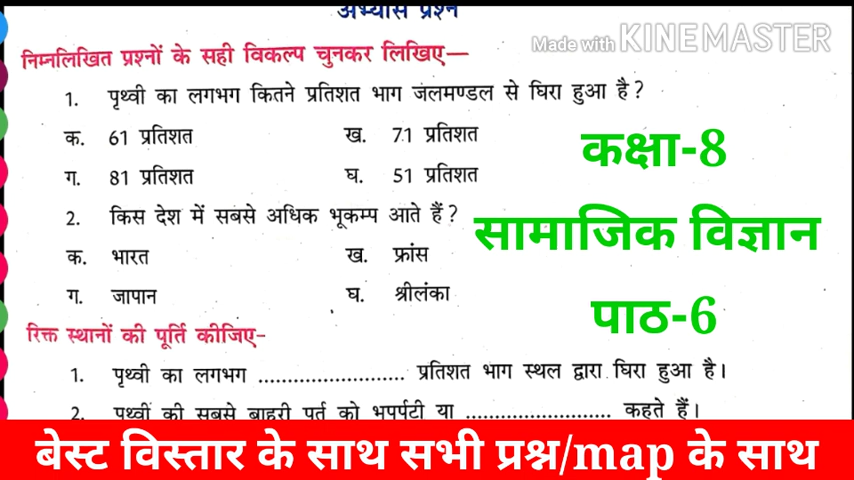 अभ्यास प्रश्न
Made with KINEMASTER
निम्नलिखित प्रश्नों के सही विकल्प चुनकर लिखिए—
1. पृथ्वी का लगभग कितने प्रतिशत भाग जलमण्डल से घिरा हुआ है?
क. 61 प्रतिशत ख. 71 प्रतिशत
ग. 81 प्रतिशत घ. 51 प्रतिशत
2. किस देश में सबसे अधिक भूकम्प आते हैं?
क. भारत ख. फ्रांस
ग. जापान घ. श्रीलंका
रिक्त स्थानों की पूर्ति कीजिए-
1. पृथ्वी का लगभग ......................... प्रतिशत भाग स्थल द्वारा घिरा हुआ है।
2. पृथ्वी की सबसे बाहरी पर्त को भूपर्पटी या ......................... कहते हैं।
कक्षा-8
सामाजिक विज्ञान
पाठ-6
बेस्ट विस्तार के साथ सभी प्रश्न/map के साथ